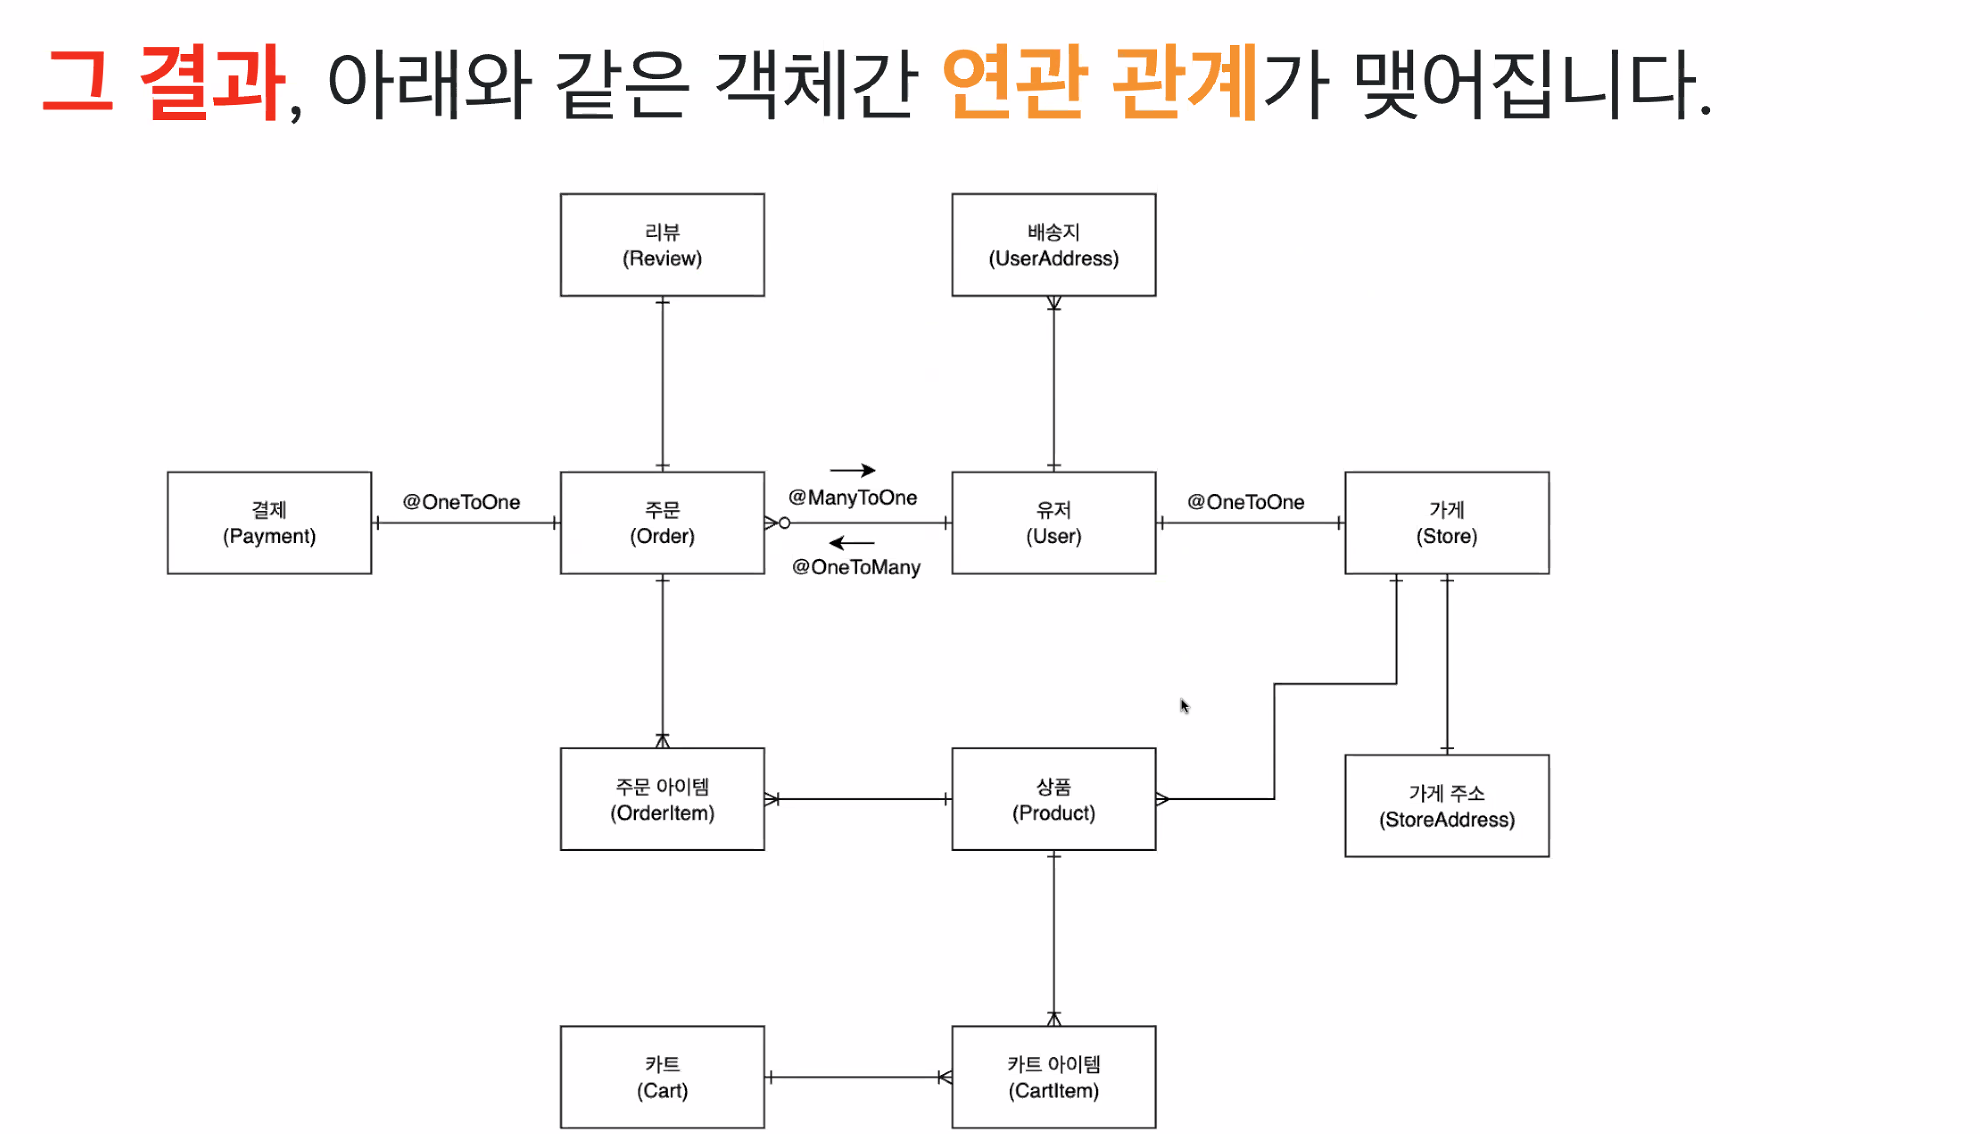 그 결과, 아래와 같은 객체간 연관 관계가 맺어집니다.
리뷰
(Review)
배송지
(UserAddress)
결제
(Payment)
@OneToOne
주문
(Order)
@ManyToOne
@OneToMany
유저
(User)
@OneToOne
가게
(Store)
주문 아이템
(OrderItem)
상품
(Product)
가게 주소
(StoreAddress)
카트
(Cart)
카트 아이템
(CartItem)